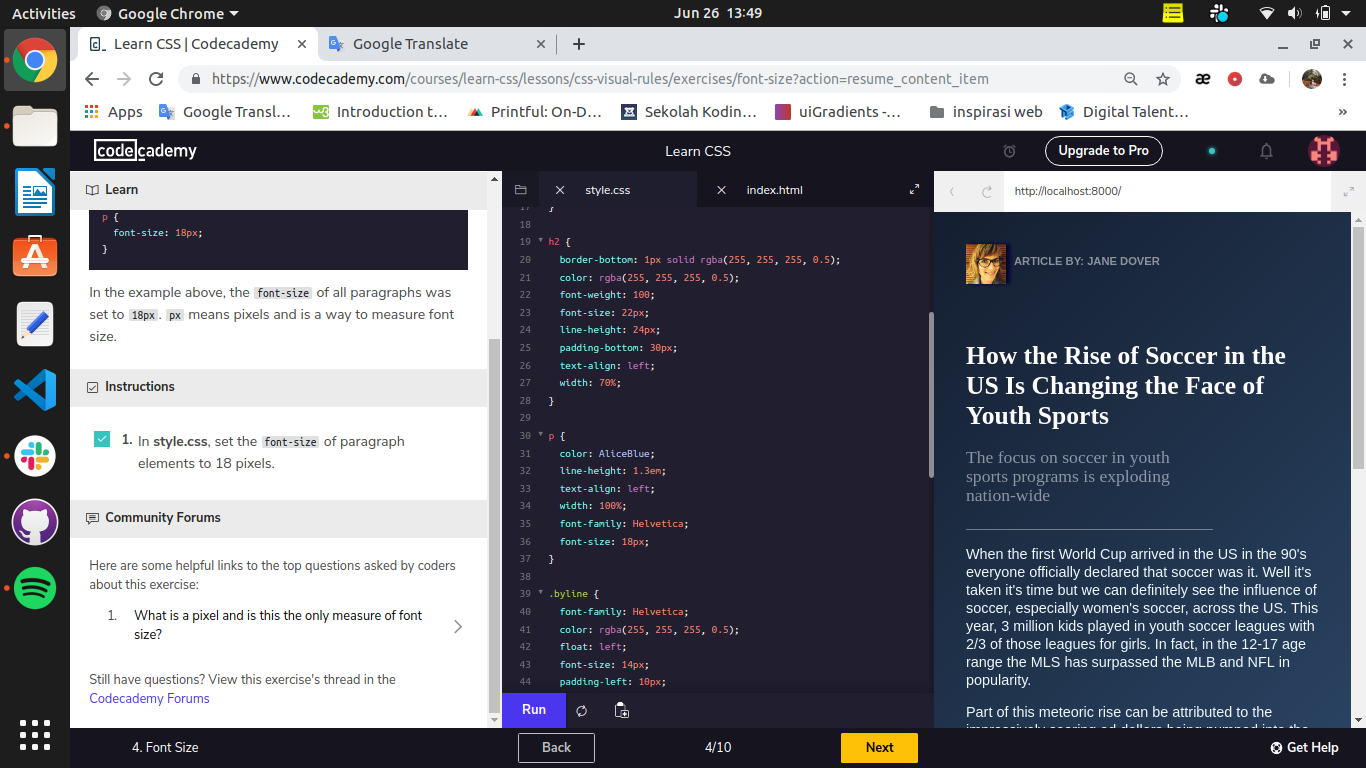 Activities
Google Chrome
Jun 26 13:49
Learn CSS | Codecademy
Google Translate
https://www.codecademy.com/courses/learn-css/lessons/css-visual-rules/exercises/font-size?action=resume_content_item
Apps
Google Transl...
Introduction t...
Printful: On-D...
Sekolah Kodin...
uiGradients -...
inspirasi web
Digital Talent...
»
codecademy
Learn CSS
Upgrade to Pro
Learn
p {
font-size: 18px;
}
In the example above, the font-size of all paragraphs was
set to 18px. px means pixels and is a way to measure font
size.
Instructions
1. In style.css, set the font-size of paragraph
elements to 18 pixels.
Community Forums
Here are some helpful links to the top questions asked by coders
about this exercise:
1. What is a pixel and is this the only measure of font
size?
Still have questions? View this exercise's thread in the
Codecademy Forums
style.css
index.html
17 }
18
19 h2 {
20 border-bottom: 1px solid rgba(255, 255, 255, 0.5);
21 color: rgba(255, 255, 255, 0.5);
22 font-weight: 100;
23 font-size: 22px;
24 line-height: 24px;
25 padding-bottom: 30px;
26 text-align: left;
27 width: 70%;
28 }
29
30 p {
31 color: AliceBlue;
32 line-height: 1.3em;
33 text-align: left;
34 width: 100%;
35 font-family: Helvetica;
36 font-size: 18px;
37 }
38
39 .byline {
40 font-family: Helvetica;
41 color: rgba(255, 255, 255, 0.5);
42 float: left;
43 font-size: 14px;
44 padding-left: 10px;
Run
http://localhost:8000/
ARTICLE BY: JANE DOVER
How the Rise of Soccer in the
US Is Changing the Face of
Youth Sports
The focus on soccer in youth
sports programs is exploding
nation-wide
When the first World Cup arrived in the US in the 90's
everyone officially declared that soccer was it. Well it's
taken it's time but we can definitely see the influence of
soccer, especially women's soccer, across the US. This
year, 3 million kids played in youth soccer leagues with
2/3 of those leagues for girls. In fact, in the 12-17 age
range the MLS has surpassed the MLB and NFL in
popularity.
Part of this meteoric rise can be attributed to the
4. Font Size
Back
4/10
Next
Get Help